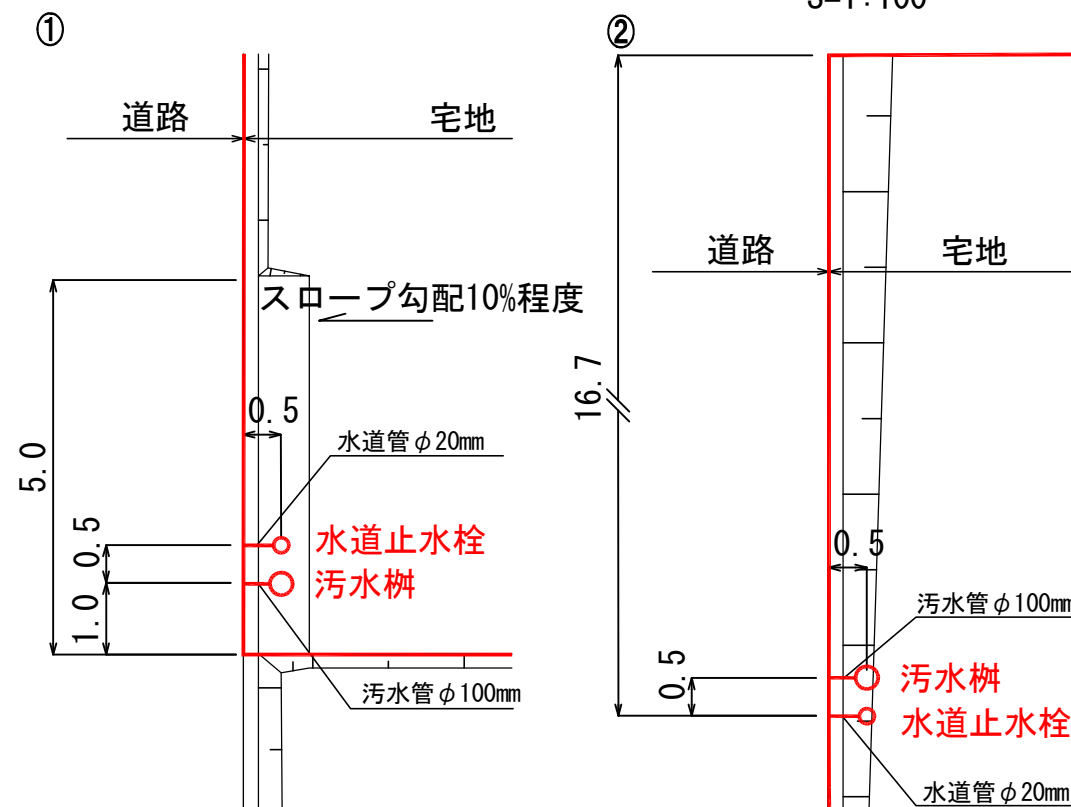 ①
道路
宅地
スロープ勾配10%程度
0.5
水道管φ20mm
5.0
0.5
水道止水栓
汚水桝
1.0
汚水管φ100mm
②
道路
宅地
16.7
0.5
汚水管φ100mm
汚水桝
0.5
水道止水栓
水道管φ20mm